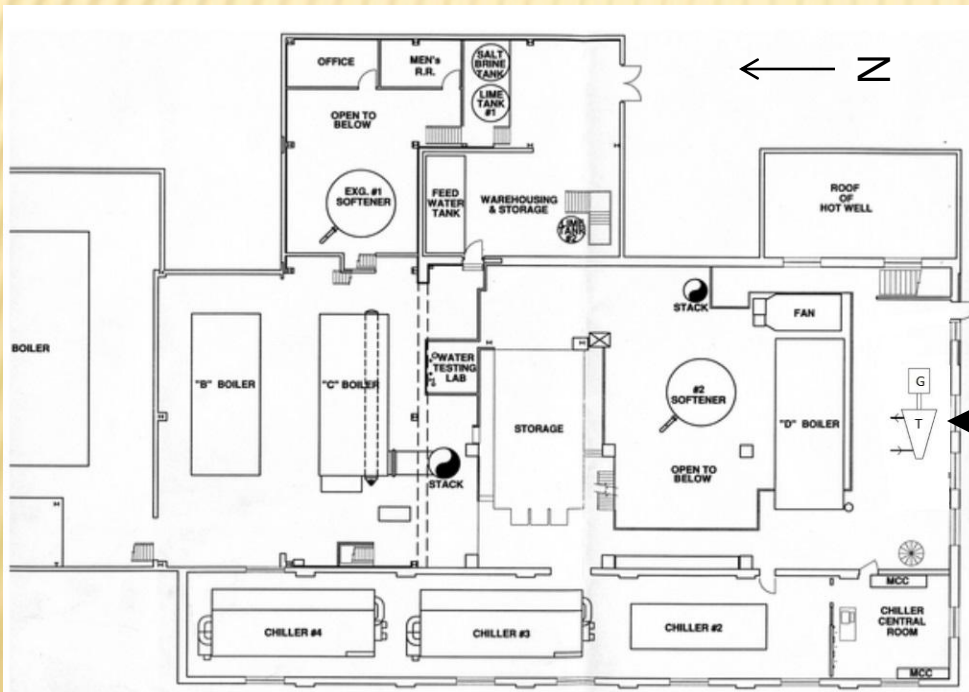 OFFICE
MEN's
R.R.
SALT
BRINE
TANK
LIME
TANK
#1
OPEN TO
BELOW
N
EXG. #1
SOFTENER
FEED
WATER
TANK
WAREHOUSING
& STORAGE
LIME
TANK
#2
ROOF
OF
HOT WELL
STACK
FAN
BOILER
"B" BOILER
"C" BOILER
WATER
TESTING
LAB
STORAGE
#2
SOFTENER
"D" BOILER
G
T
STACK
OPEN TO
BELOW
MCC
CHILLER #4
CHILLER #3
CHILLER #2
CHILLER
CENTRAL
ROOM
MCC